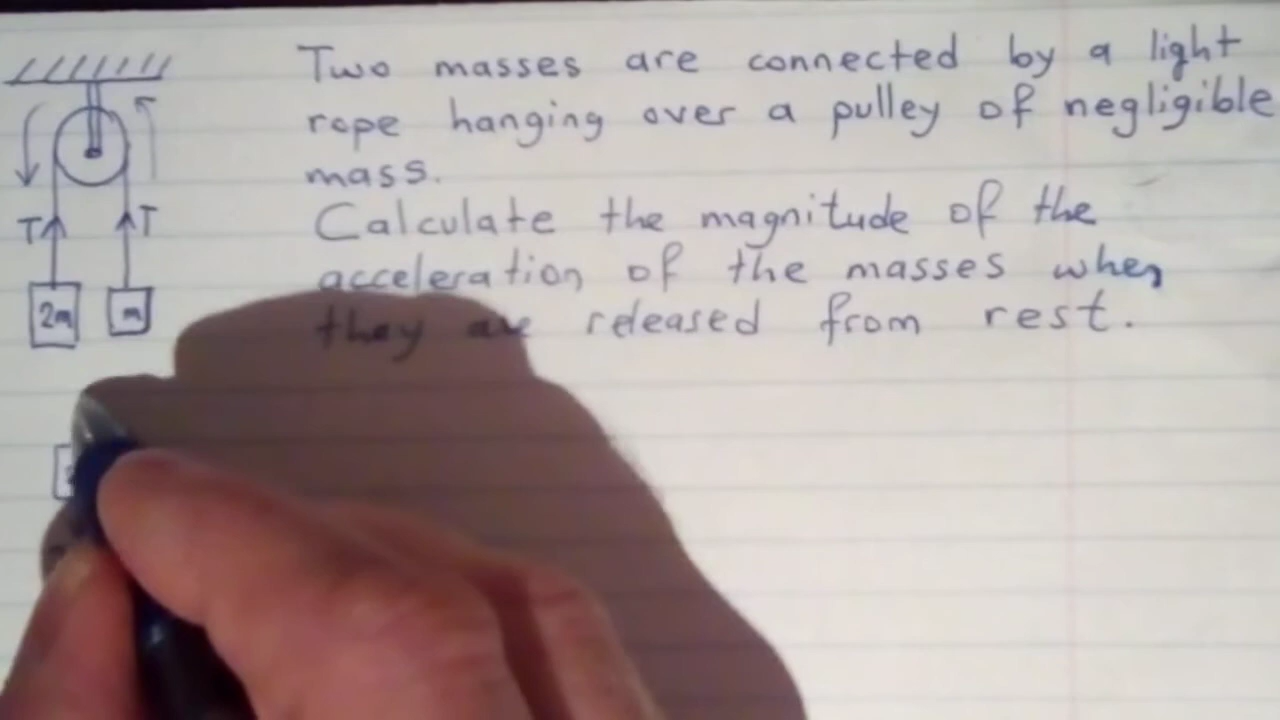 Two masses are connected by a light
rope hanging over a pulley of negligible
mass.
Calculate the magnitude of the
acceleration of the masses when
they are released from rest.
T T
2m m